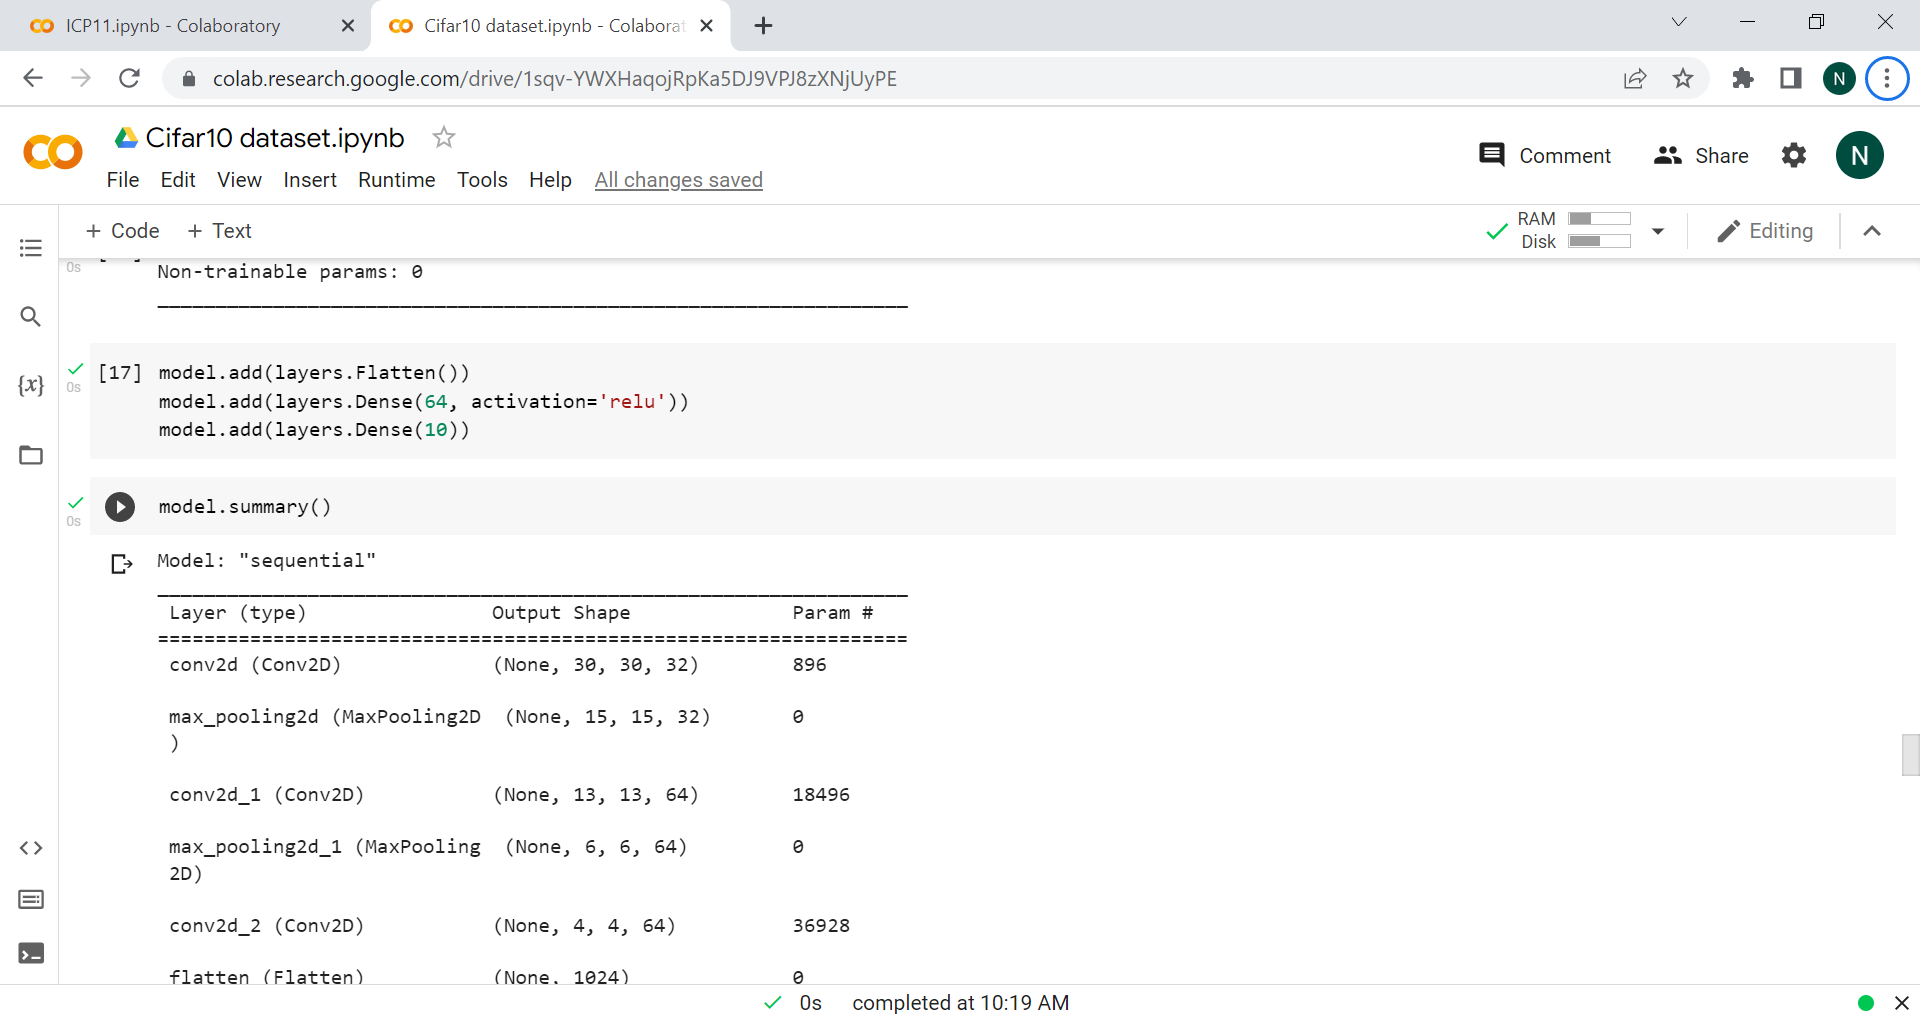 ICP11.ipynb - Colaboratory
Cifar10 dataset.ipynb - Colaborat
colab.research.google.com/drive/1sqv-YWXHaqojRpKa5DJ9VPJ8zXNjUyPE
N
Cifar10 dataset.ipynb
File Edit View Insert Runtime Tools Help All changes saved
Comment Share N
+ Code + Text
RAM
Disk
Editing
0s
Non-trainable params: 0
_________________________________________________________________
[17] model.add(layers.Flatten())
0s
model.add(layers.Dense(64, activation='relu'))
model.add(layers.Dense(10))
model.summary()
0s
Model: "sequential"
_________________________________________________________________
Layer (type) Output Shape Param #
=================================================================
conv2d (Conv2D) (None, 30, 30, 32) 896
max_pooling2d (MaxPooling2D (None, 15, 15, 32) 0
)
conv2d_1 (Conv2D) (None, 13, 13, 64) 18496
max_pooling2d_1 (MaxPooling (None, 6, 6, 64) 0
2D)
conv2d_2 (Conv2D) (None, 4, 4, 64) 36928
flatten (Flatten) (None, 1024) 0
0s completed at 10:19 AM
{x}